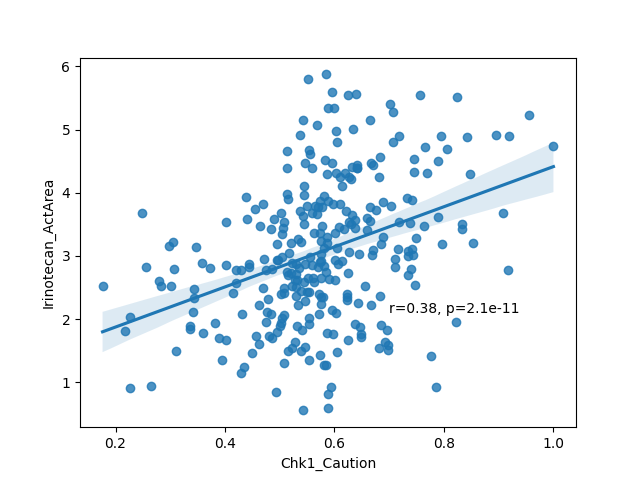 6
5
4
3
2
1
Irinotecan_ActArea
r=0.38, p=2.1e-11
0.2 0.4 0.6 0.8 1.0
Chk1_Caution